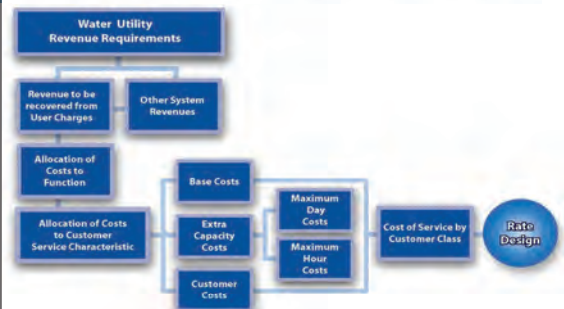 Water Utility
Revenue Requirements
Revenue to be
recovered from
User Charges
Other System
Revenues
Allocation of
Costs to
Function
Allocation of Costs
to Customer
Service Characteristic
Base Costs
Extra
Capacity
Costs
Customer
Costs
Maximum
Day
Costs
Maximum
Hour
Costs
Cost of Service by
Customer Class
Rate
Design